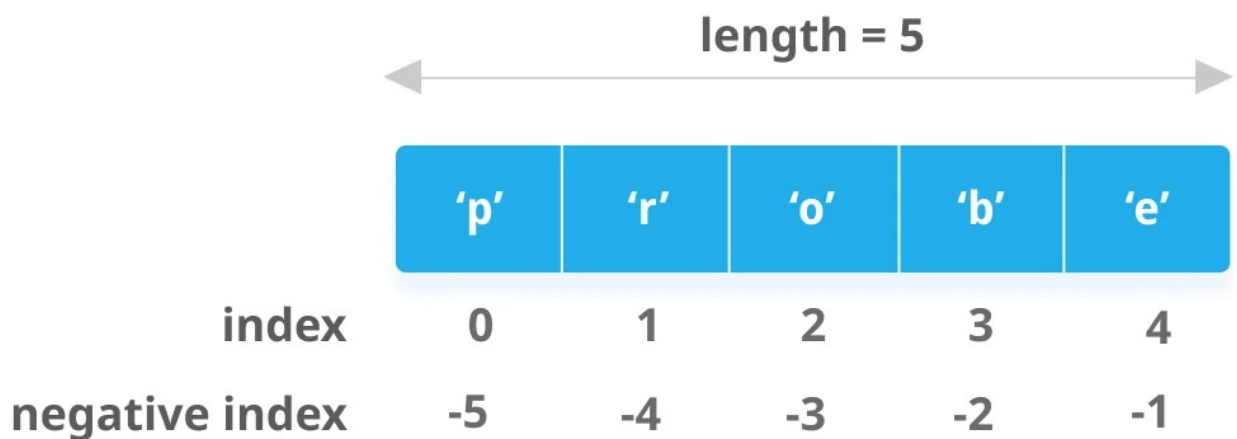 length = 5
‘p’ ‘r’ ‘o’ ‘b’ ‘e’
index 0 1 2 3 4
negative index -5 -4 -3 -2 -1